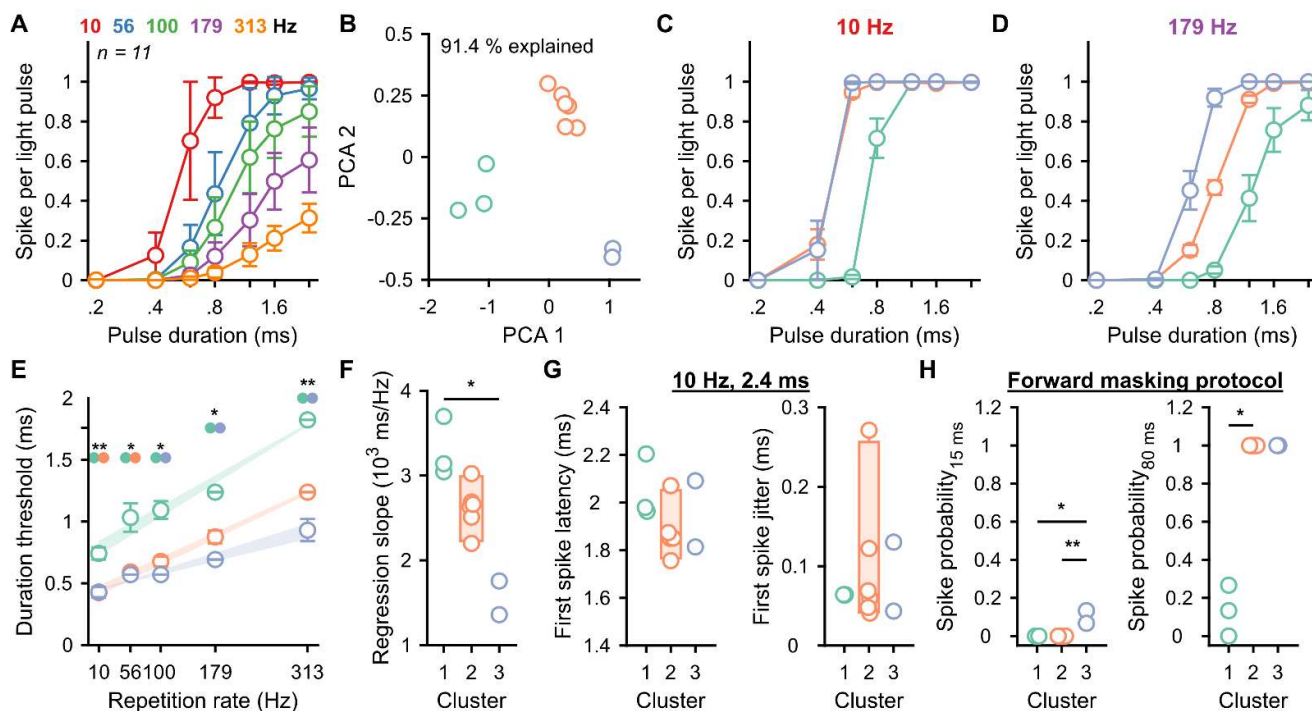 A
10 56 100 179 313 Hz
n = 11
Spike per light pulse
1
0.8
0.6
0.4
0.2
0
.2 .4 .8 1.6
Pulse duration (ms)
B
91.4 % explained
PCA 2
0.5
0.25
0
-0.25
-0.5
-2 -1 0 1
PCA 1
C
10 Hz
Spike per light pulse
1
0.8
0.6
0.4
0.2
0
.2 .4 .8 1.6
Pulse duration (ms)
D
179 Hz
Spike per light pulse
1
0.8
0.6
0.4
0.2
0
.2 .4 .8 1.6
Pulse duration (ms)
E
Duration threshold (ms)
2
1.5
1
0.5
0
** * * * **
10 56 100 179 313
Repetition rate (Hz)
F
Regression slope (10³ ms/Hz)
4
3
2
1
*
1 2 3
Cluster
G
10 Hz, 2.4 ms
First spike latency (ms)
2.4
2.2
2
1.8
1.6
1.4
1 2 3
Cluster
First spike jitter (ms)
0.3
0.2
0.1
0
1 2 3
Cluster
H
Forward masking protocol
Spike probability15 ms
1
0.8
0.6
0.4
0.2
0
*
**
1 2 3
Cluster
Spike probability80 ms
1
0.8
0.6
0.4
0.2
0
*
1 2 3
Cluster